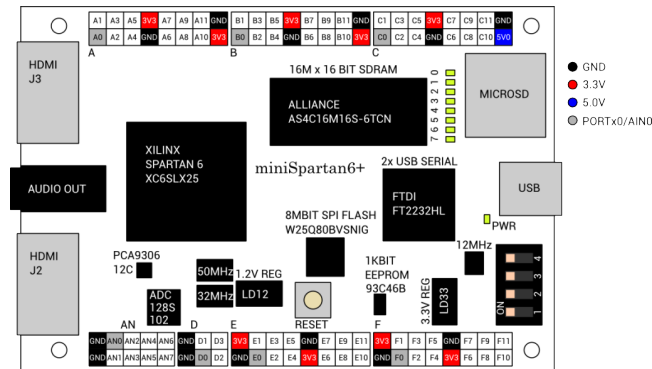 A1 A3 A5 3V3 A7 A9 A11 GND B1 B3 B5 3V3 B7 B9 B11 GND C1 C3 C5 3V3 C7 C9 C11 GND
A0 A2 A4 GND A6 A8 A10 3V3 B0 B2 B4 GND B6 B8 B10 3V3 C0 C2 C4 GND C6 C8 C10 5V0
A B C
HDMI
J3
16M x 16 BIT SDRAM
ALLIANCE
AS4C16M16S-6TCN
7 6 5 4 3 2 1 0
MICROSD
GND
3.3V
5.0V
PORTx0/AIN0
XILINX
SPARTAN 6
XC6SLX25
miniSpartan6+
2x USB SERIAL
FTDI
FT2232HL
AUDIO OUT
USB
PWR
8MBIT SPI FLASH
W25Q80BVSNIG
12MHz
HDMI
J2
PCA9306
12C
50MHz
32MHz
1.2V REG
LD12
ADC
128S
102
RESET
1KBIT
EEPROM
93C46B
3.3V REG
LD33
ON
1 2 3 4
AN D E F
GND AN0 AN2 AN4 AN6 GND D1 D3 3V3 E1 E3 E5 GND E7 E9 E11 3V3 F1 F3 F5 GND F7 F9 F11
GND AN1 AN3 AN5 AN7 GND D0 D2 GND E0 E2 E4 3V3 E6 E8 E10 GND F0 F2 F4 3V3 F6 F8 F10